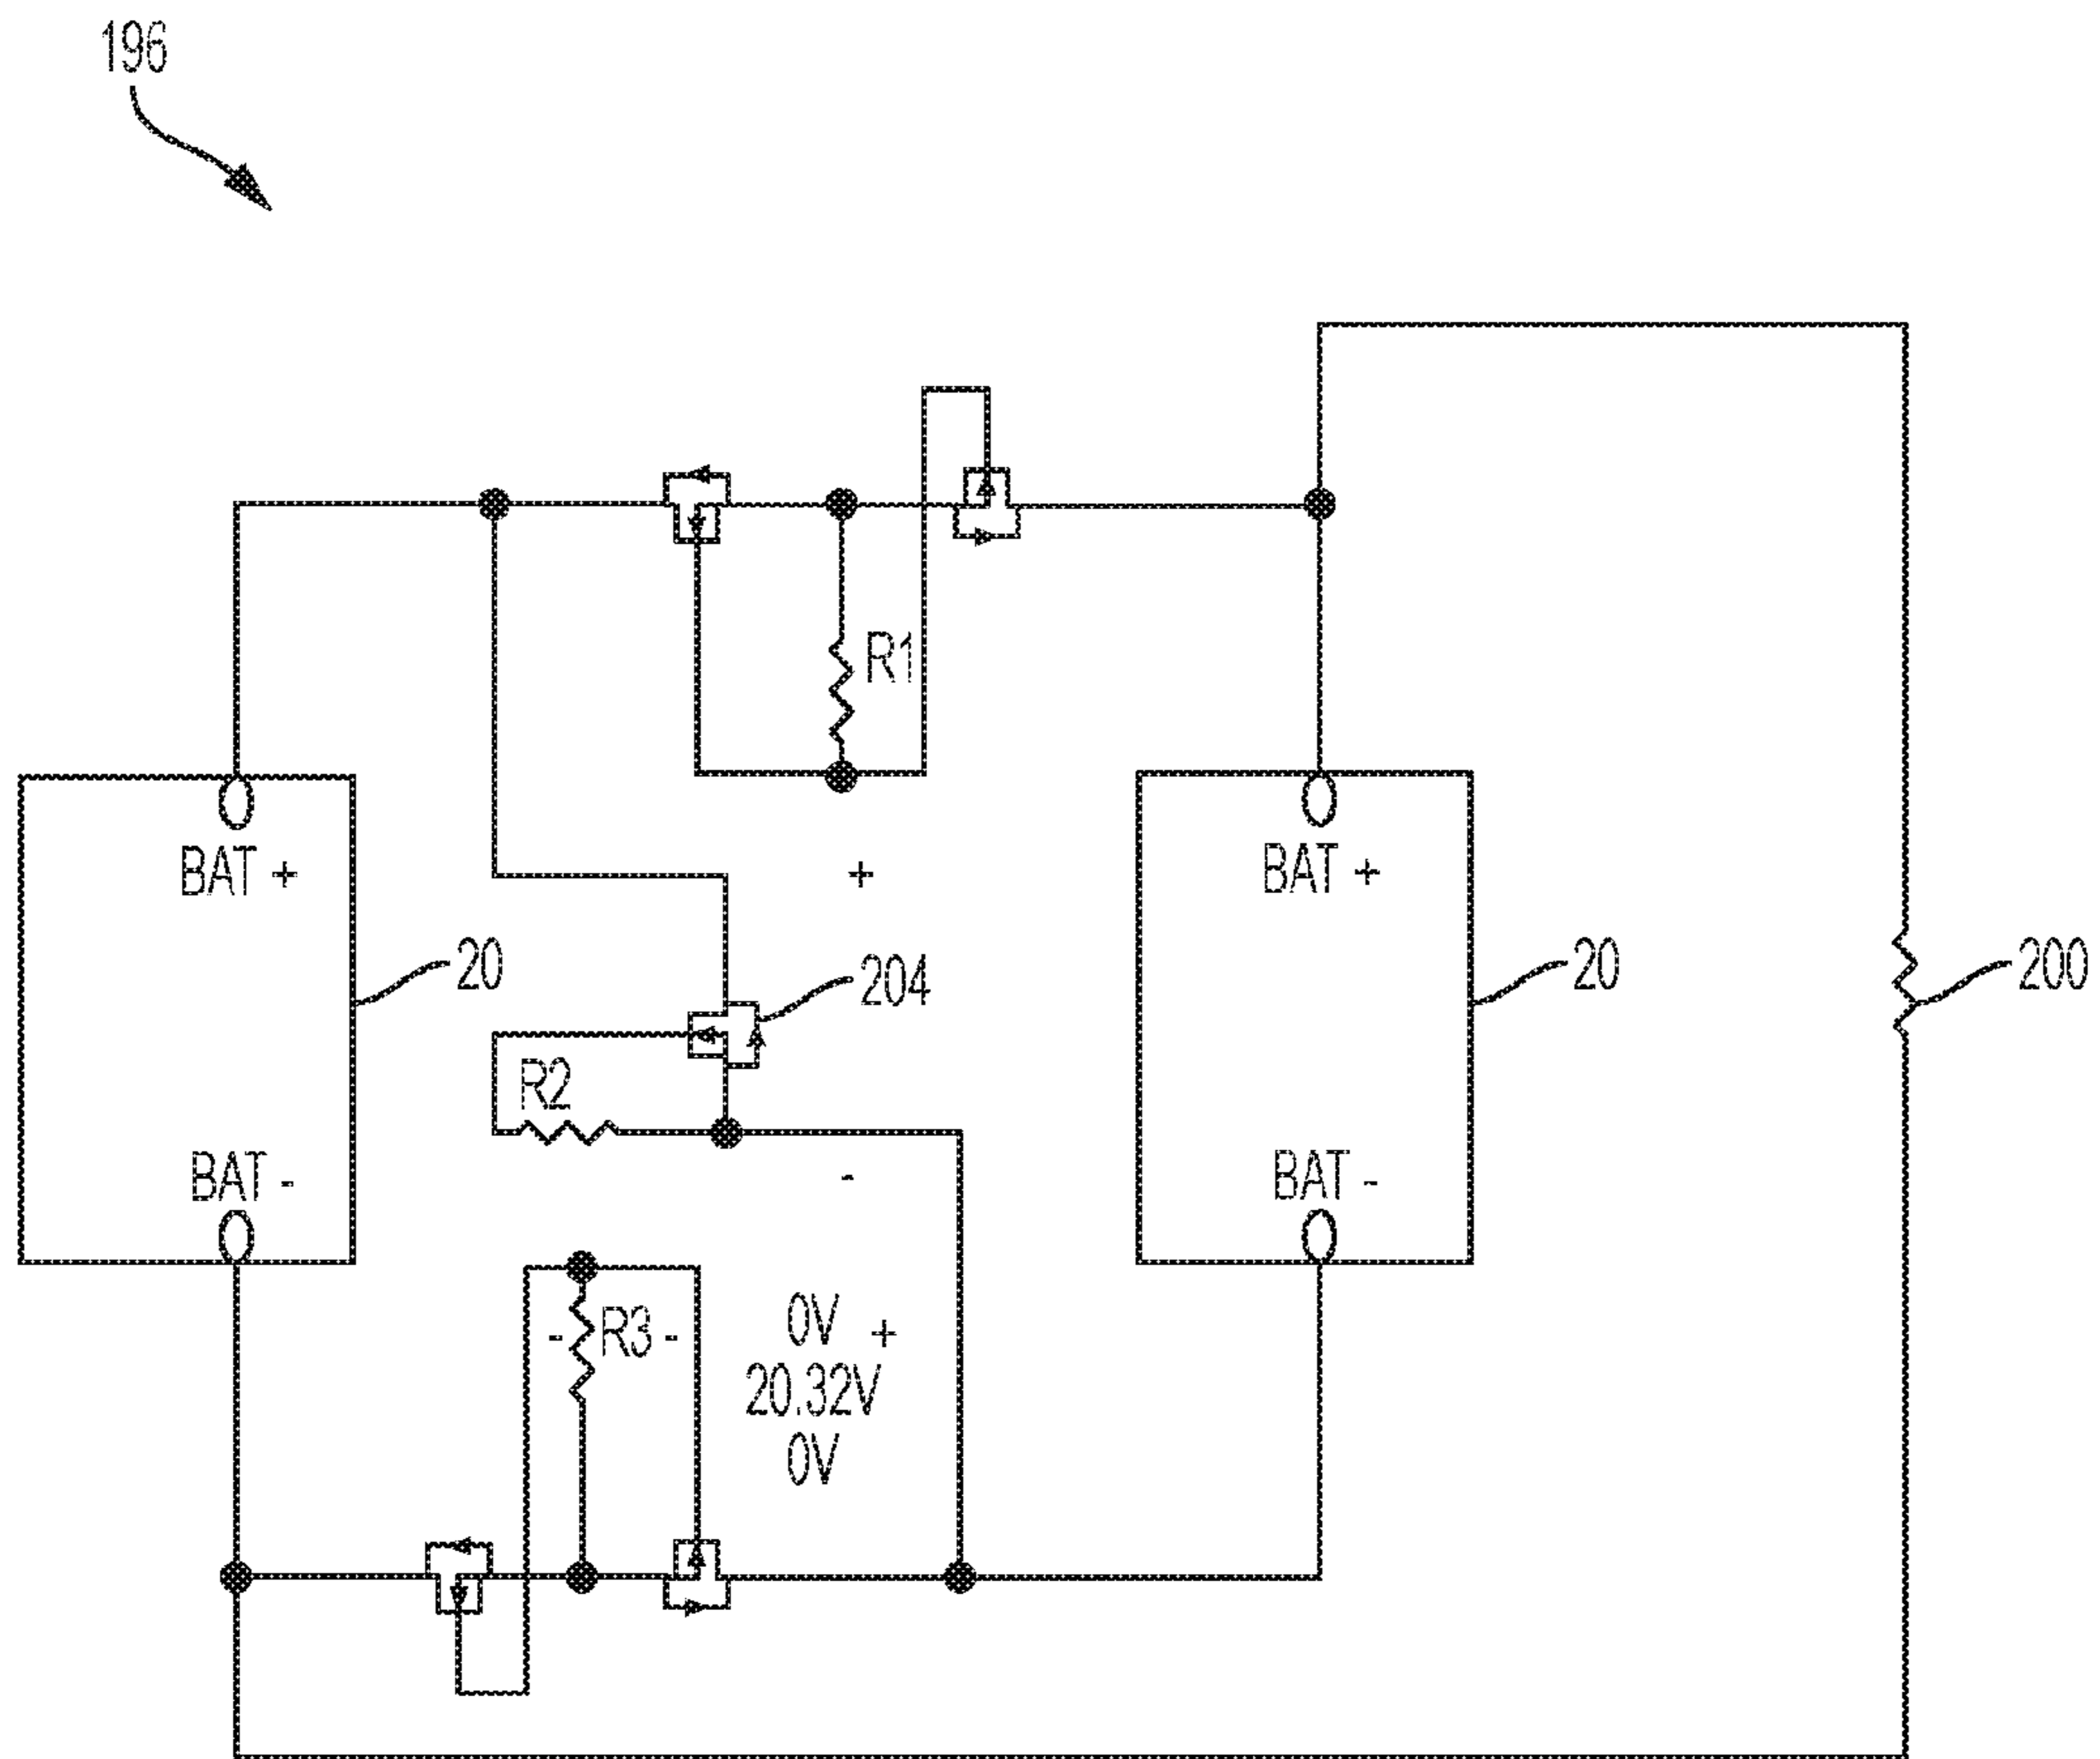 196
R1
BAT +
+
BAT +
20
204
20
200
R2
BAT -
-
BAT -
- R3 -
0V +
20.32V
0V